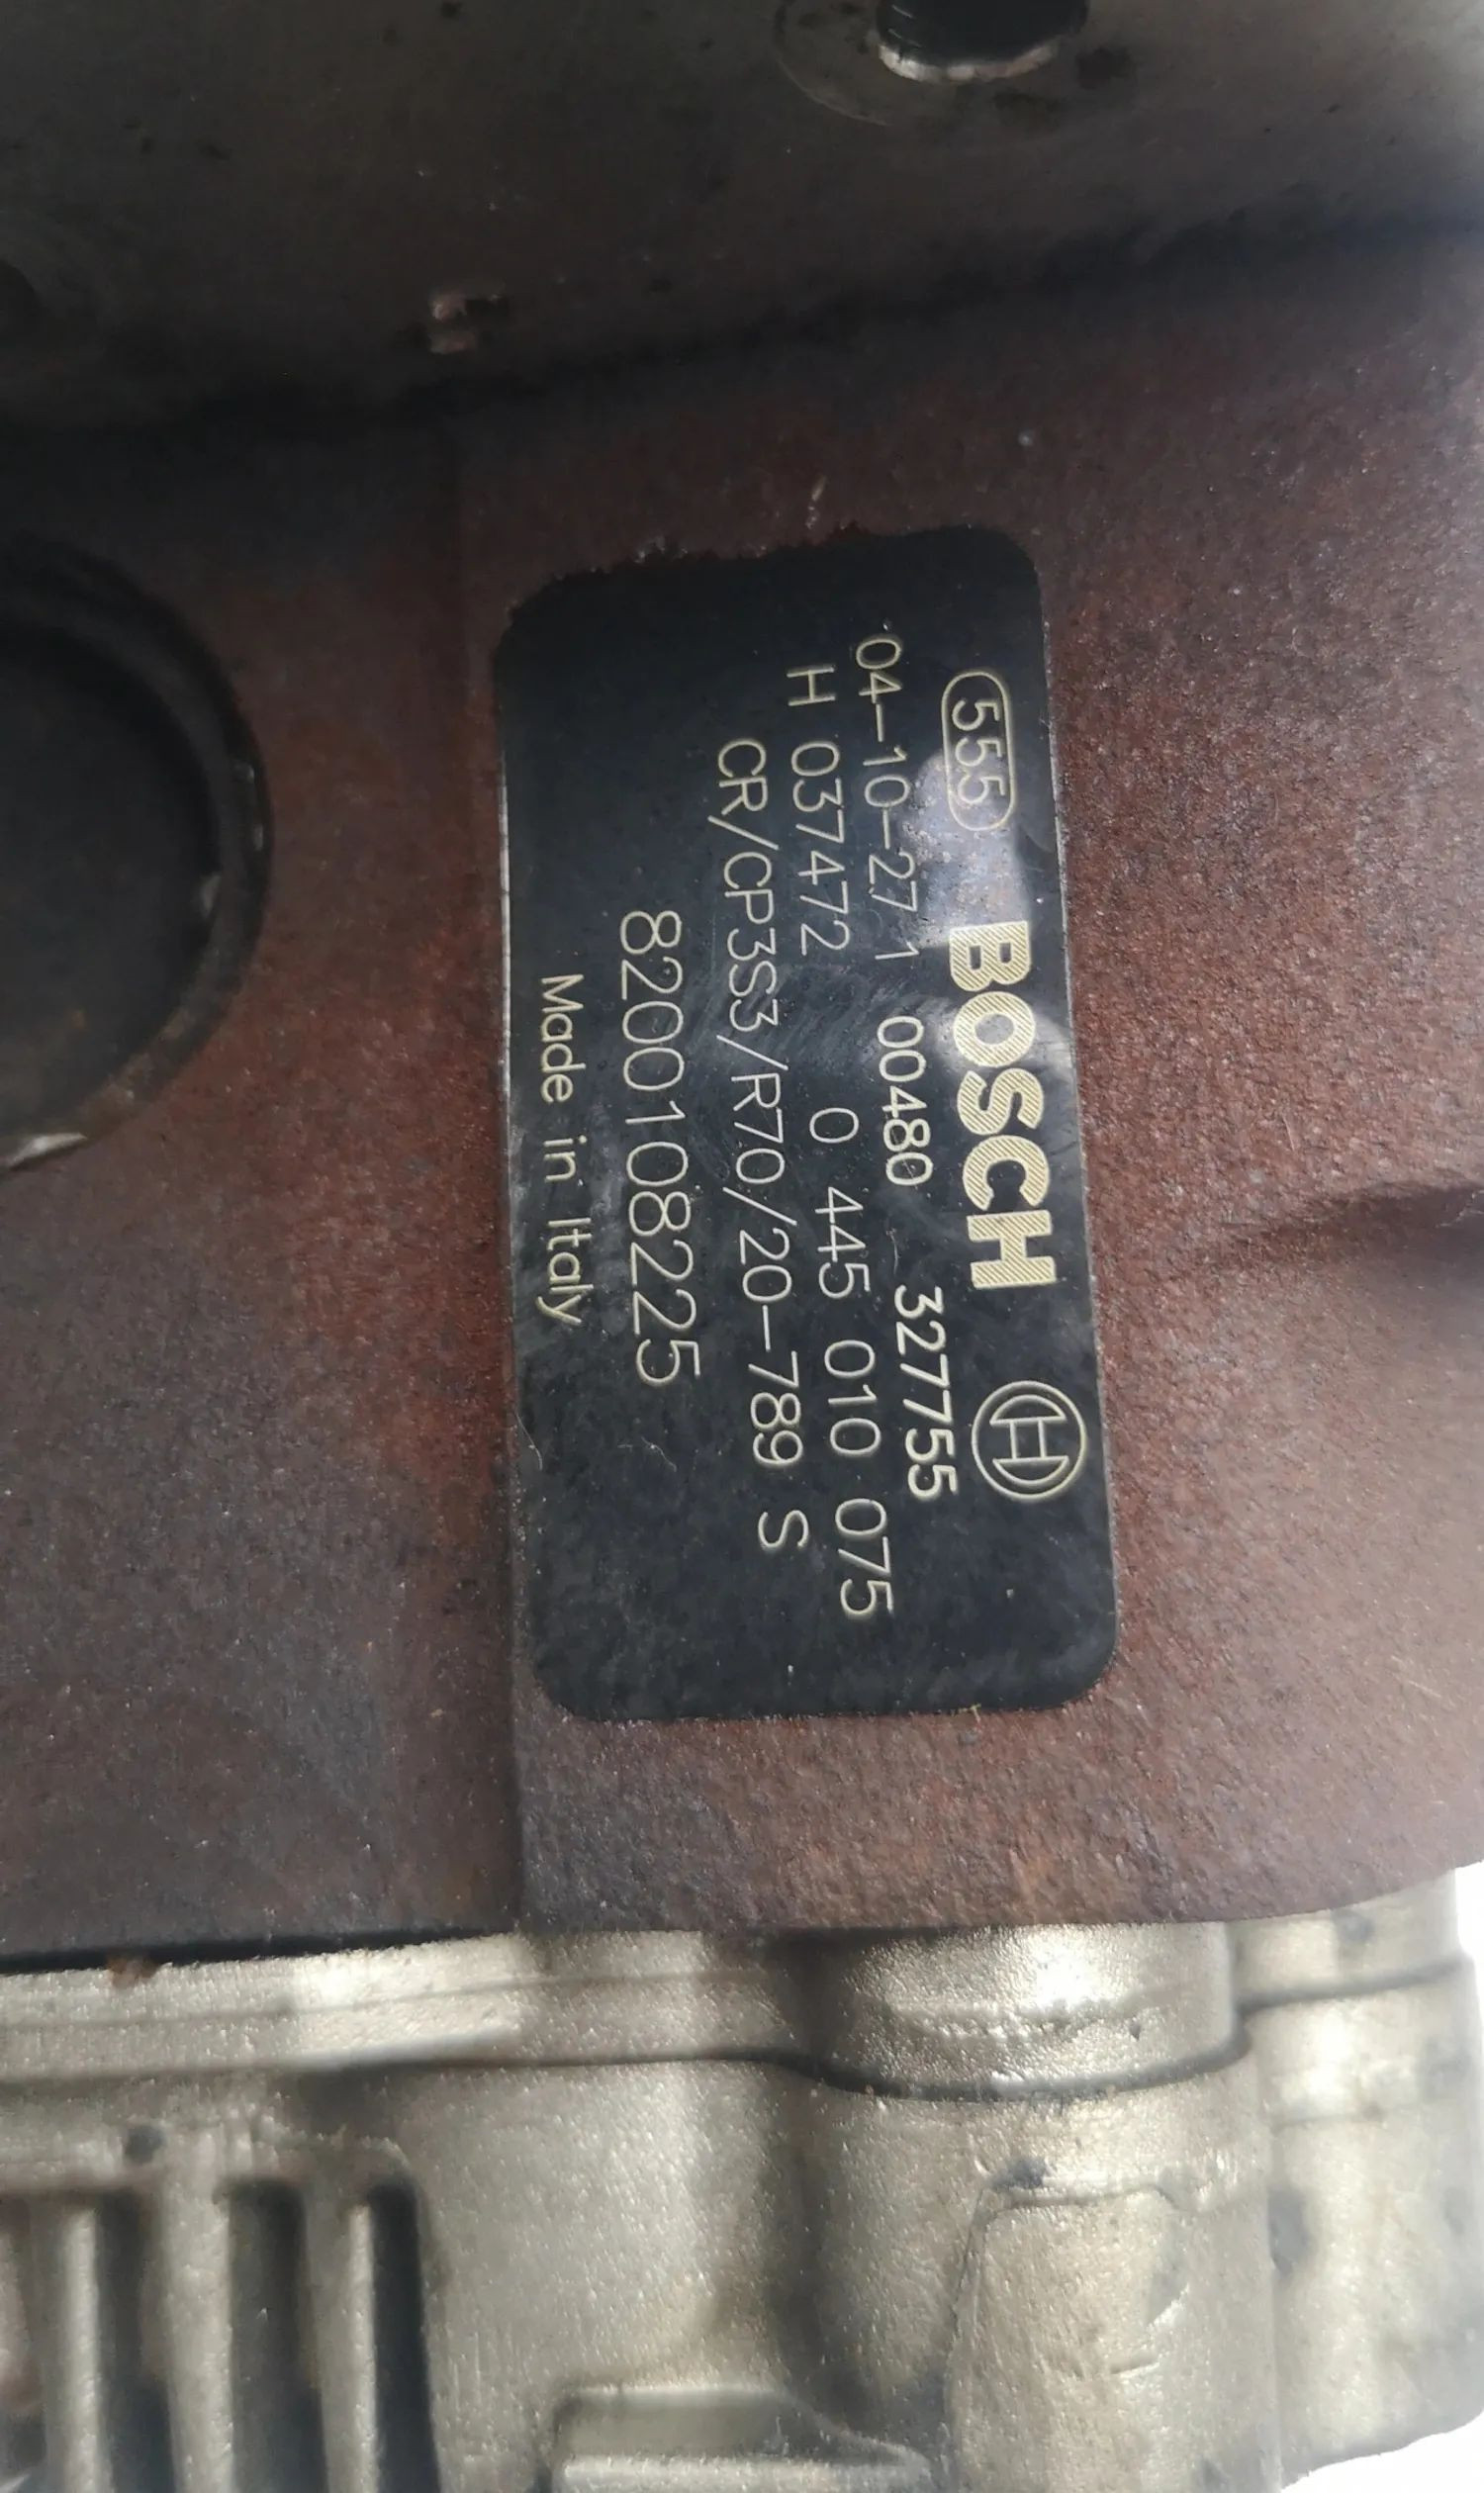 555 BOSCH
04-10-27 1 00480 327755
H 037472 0 445 010 075
CR/CP3S3/R70/20-789 S
8200108225
Made in Italy